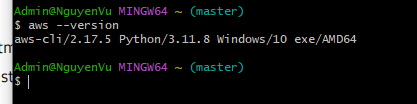 Admin@NguyenVu MINGW64 ~ (master)
$ aws --version
aws-cli/2.17.5 Python/3.11.8 Windows/10 exe/AMD64

Admin@NguyenVu MINGW64 ~ (master)
$